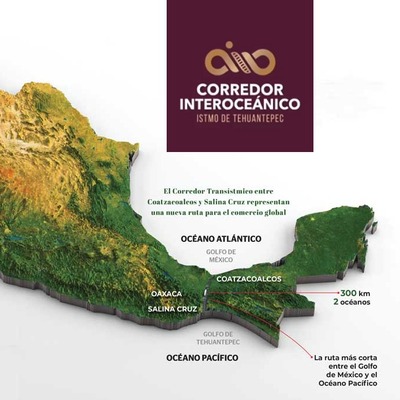 CORREDOR
INTEROCEÁNICO
ISTMO DE TEHUANTEPEC
El Corredor Transístmico entre
Coatzacoalcos y Salina Cruz representan
una nueva ruta para el comercio global
OCÉANO ATLÁNTICO
GOLFO DE
MÉXICO
COATZACOALCOS
OAXACA
300 km
2 océanos
SALINA CRUZ
GOLFO DE
TEHUANTEPEC
OCÉANO PACÍFICO
La ruta más corta
entre el Golfo
de México y el
Océano Pacífico